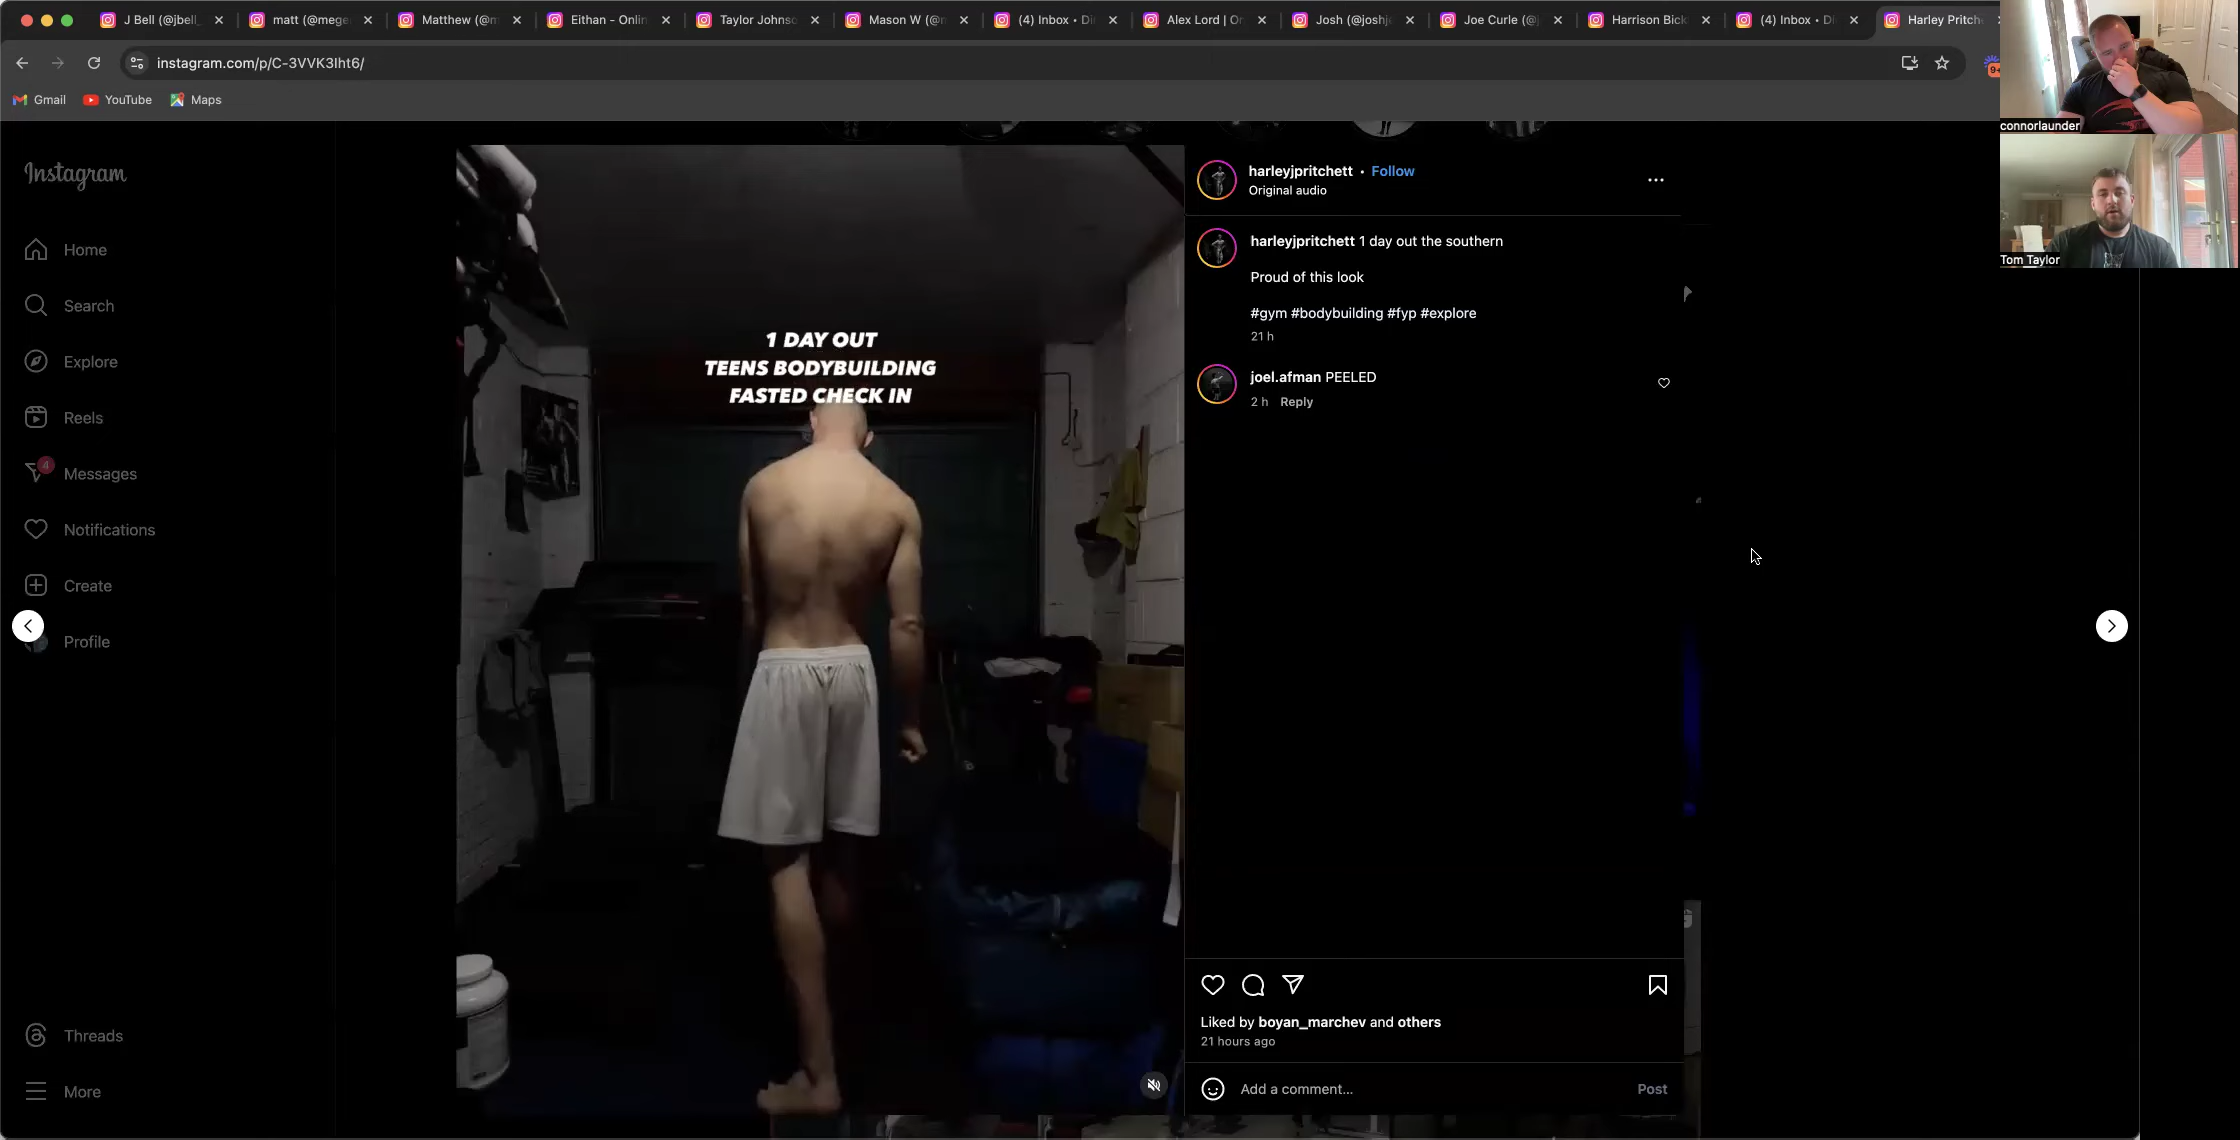 J Bell (@jbell_
matt (@mege
Matthew (@m
Eithan - Onlin
Taylor Johnso
Mason W (@m
(4) Inbox • Di
Alex Lord | O
Josh (@joshj
Joe Curle (@
Harrison Bick
(4) Inbox • Di
Harley Pritch
instagram.com/p/C-3VVK3Iht6/
9+
Gmail
YouTube
Maps
connorlaunder
Tom Taylor
Instagram
Home
Search
Explore
Reels
4
Messages
Notifications
Create
Profile
Threads
More
1 DAY OUT
TEENS BODYBUILDING
FASTED CHECK IN
harleyjpritchett • Follow
Original audio
harleyjpritchett 1 day out the southern
Proud of this look
#gym #bodybuilding #fyp #explore
21 h
joel.afman PEELED
2 h Reply
Liked by boyan_marchev and others
21 hours ago
Add a comment...
Post